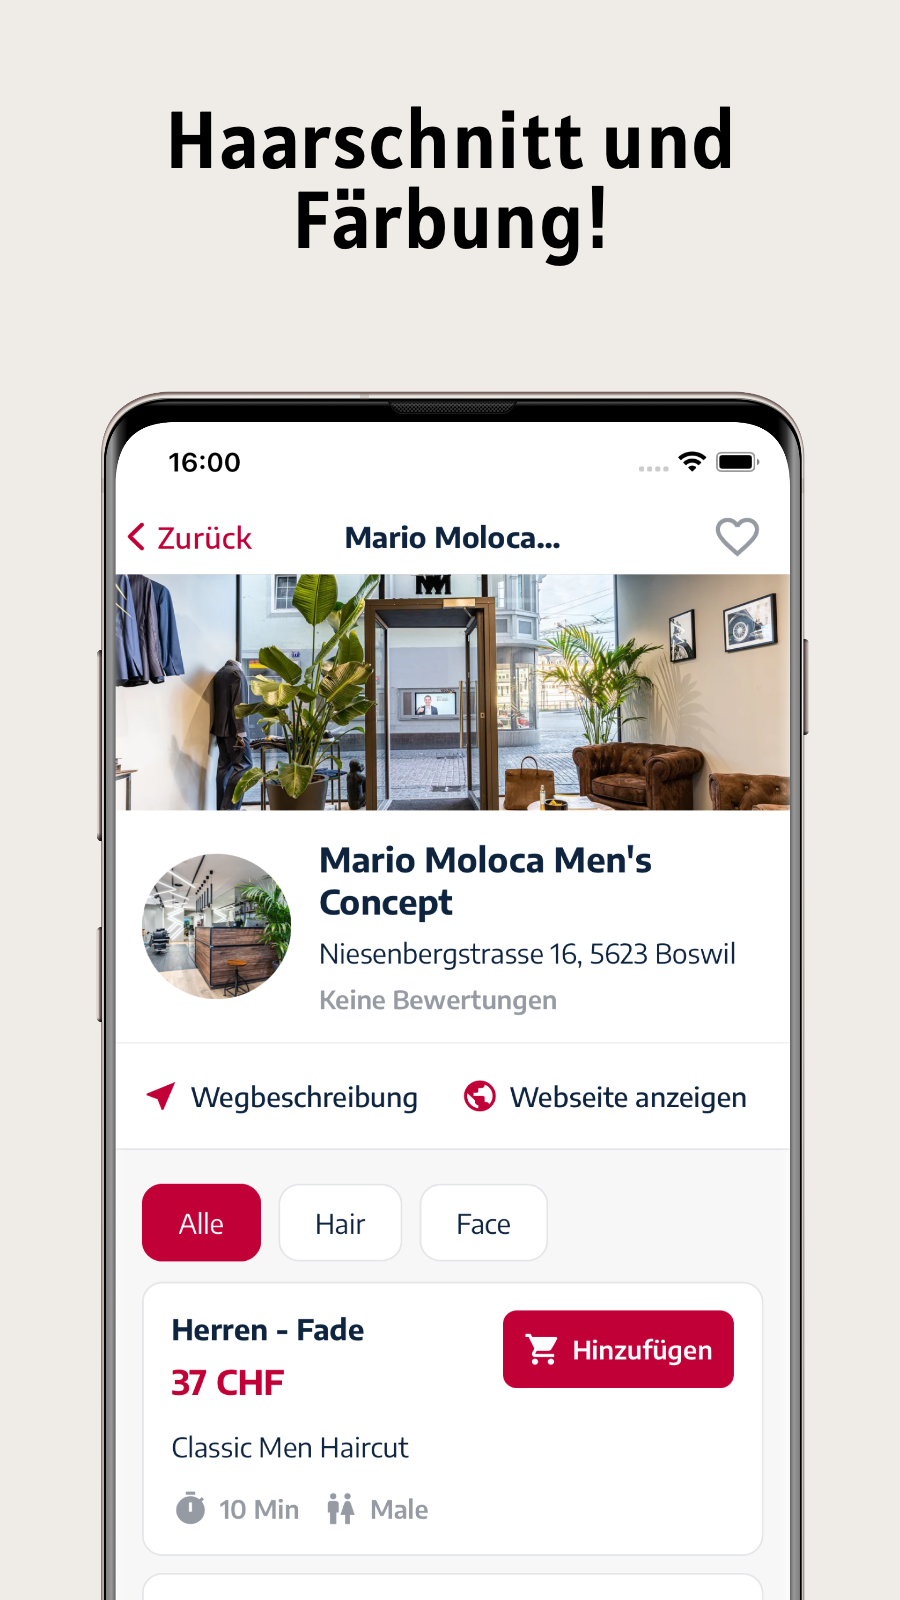 Haarschnitt und
Färbung!
16:00
Zurück
Mario Moloca...
Mario Moloca Men's
Concept
Niesenbergstrasse 16, 5623 Boswil
Keine Bewertungen
Wegbeschreibung
Webseite anzeigen
Alle
Hair
Face
Herren - Fade
Hinzufügen
37 CHF
Classic Men Haircut
10 Min
Male